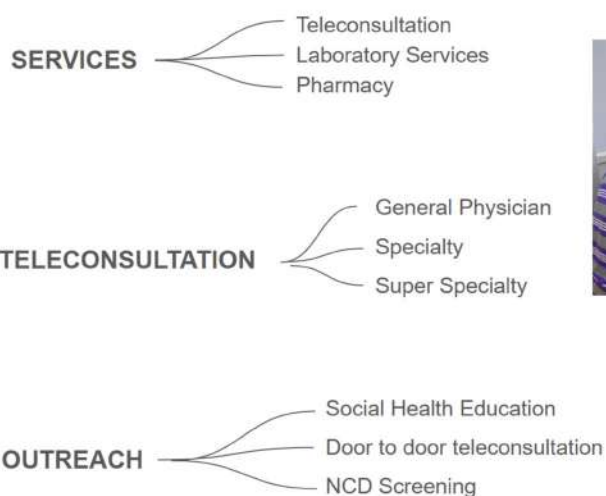 Teleconsultation
SERVICES
Laboratory Services
Pharmacy
General Physician
TELECONSULTATION
Specialty
Super Specialty
Social Health Education
OUTREACH
Door to door teleconsultation
NCD Screening